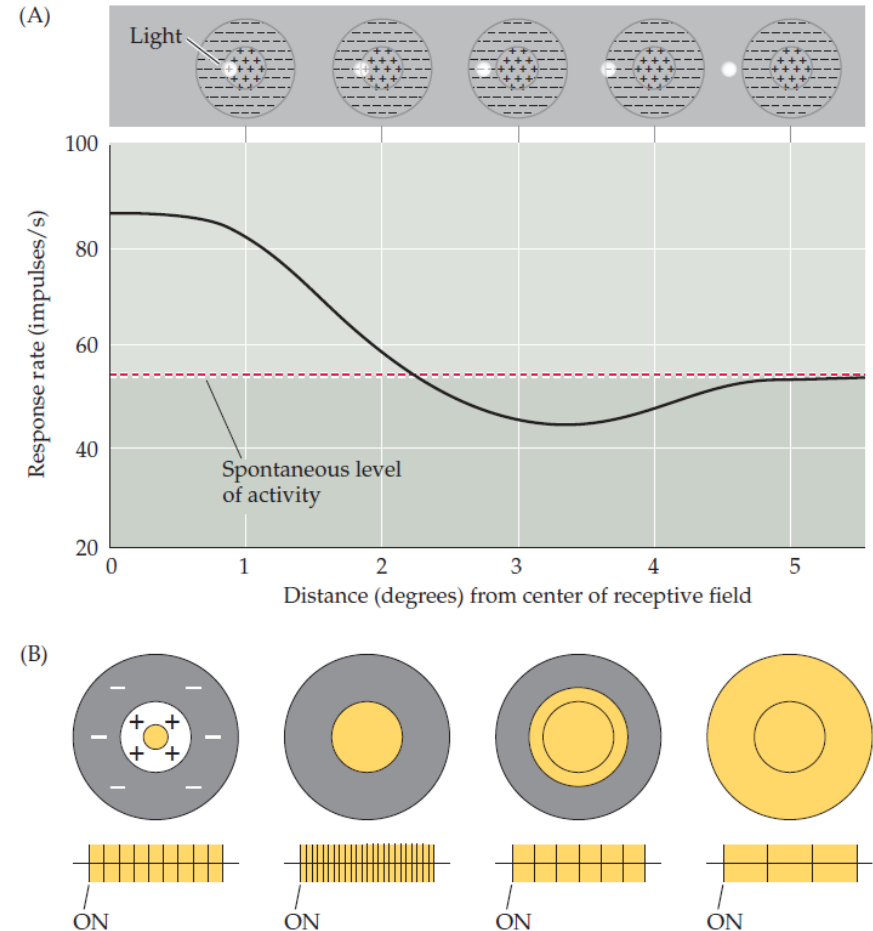 (A)
Light
100
80
60
40
20
Response rate (impulses/s)
Spontaneous level
of activity
0 1 2 3 4 5
Distance (degrees) from center of receptive field
(B)
+ +
+ +
ON ON ON ON